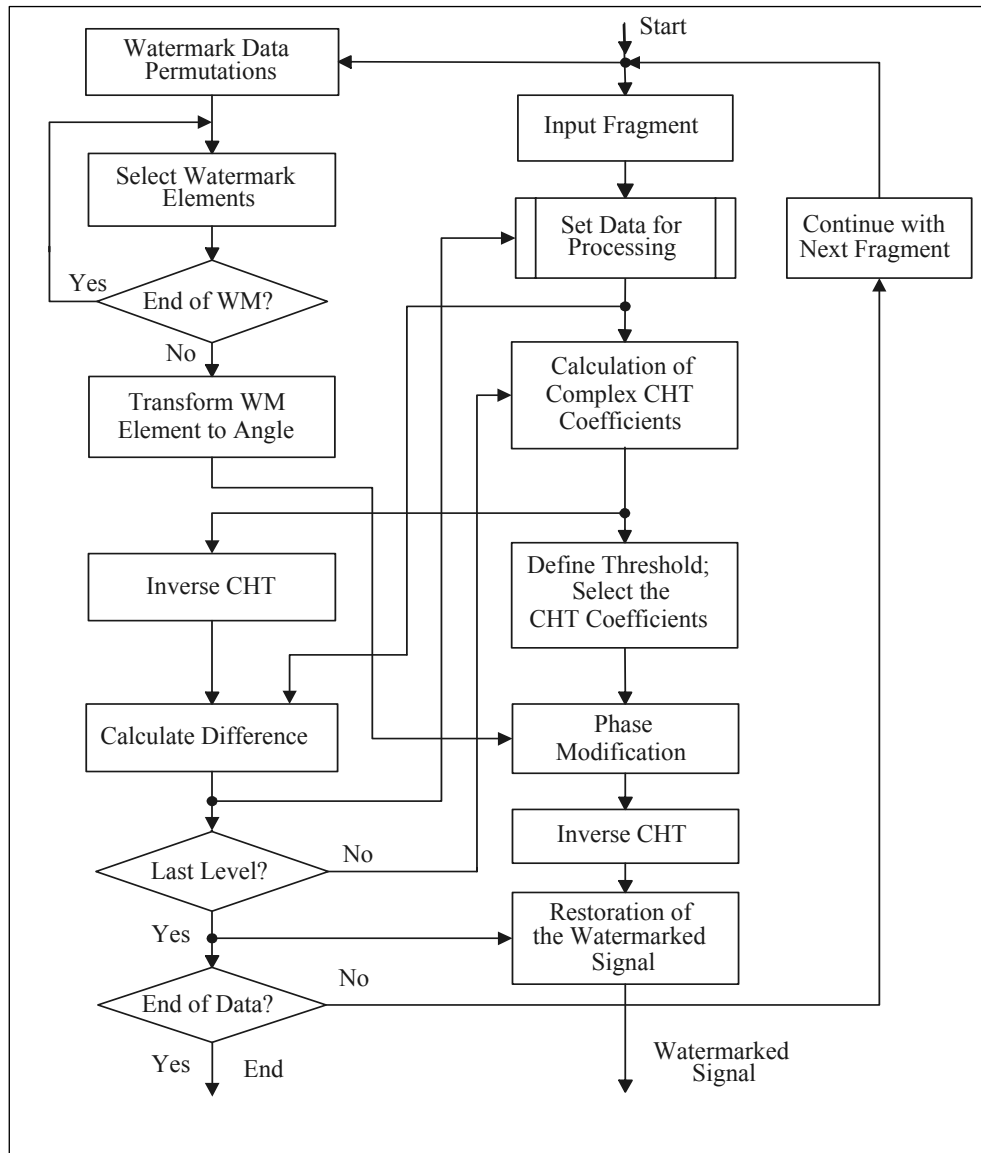 Start
Watermark Data
Permutations
Input Fragment
Select Watermark
Elements
Set Data for
Processing
Continue with
Next Fragment
Yes
End of WM?
No
Calculation of
Complex CHT
Coefficients
Transform WM
Element to Angle
Inverse CHT
Define Threshold;
Select the
CHT Coefficients
Calculate Difference
Phase
Modification
Inverse CHT
Last Level?
No
Yes
Restoration of
the Watermarked
Signal
End of Data?
No
Yes
End
Watermarked
Signal